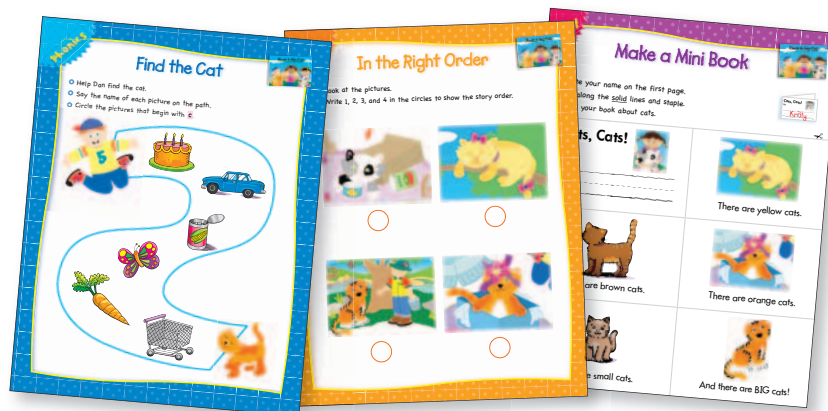 Phonics
Find the Cat
Help Dan find the cat.
Say the name of each picture on the path.
Circle the pictures that begin with c.
5
In the Right Order
ook at the pictures.
Write 1, 2, 3, and 4 in the circles to show the story order.
Make a Mini Book
e your name on the first page.
along the solid lines and staple.
your book about cats.
Cats, Cats!
Kelly
ts, Cats!
There are yellow cats.
are brown cats.
There are orange cats.
e small cats.
And there are BIG cats!